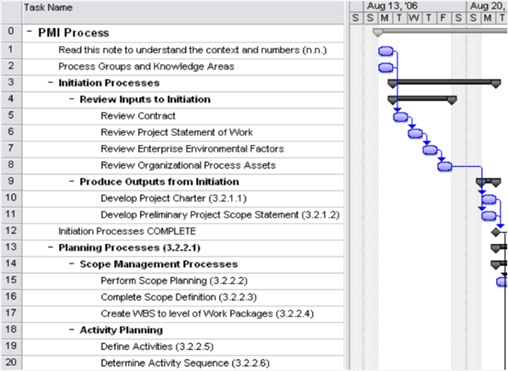 Task Name
Aug 13, '06
Aug 20,
S S M T W T F S S M T
0 - PMI Process
1 Read this note to understand the context and numbers (n.n.)
2 Process Groups and Knowledge Areas
3 - Initiation Processes
4 - Review Inputs to Initiation
5 Review Contract
6 Review Project Statement of Work
7 Review Enterprise Environmental Factors
8 Review Organizational Process Assets
9 - Produce Outputs from Initiation
10 Develop Project Charter (3.2.1.1)
11 Develop Preliminary Project Scope Statement (3.2.1.2)
12 Initiation Processes COMPLETE
13 - Planning Processes (3.2.2.1)
14 - Scope Management Processes
15 Perform Scope Planning (3.2.2.2)
16 Complete Scope Definition (3.2.2.3)
17 Create WBS to level of Work Packages (3.2.2.4)
18 - Activity Planning
19 Define Activities (3.2.2.5)
20 Determine Activity Sequence (3.2.2.6)